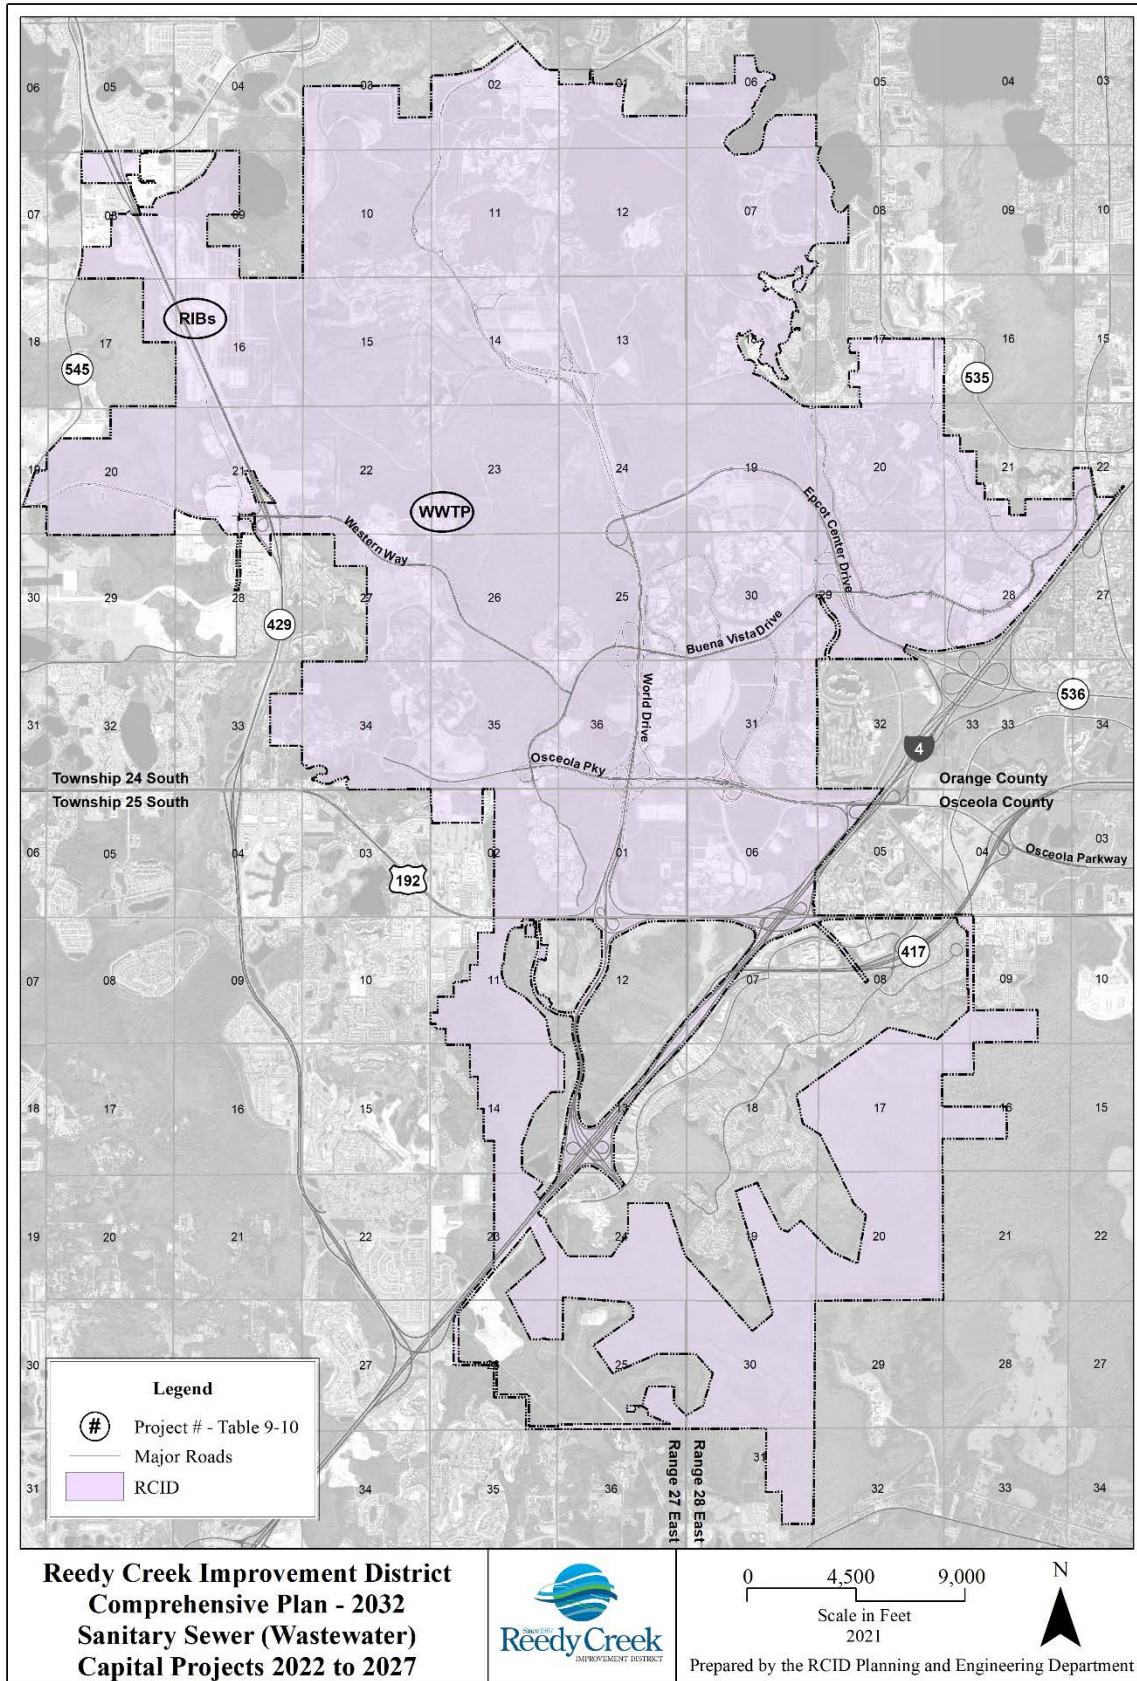 06 05 04 03 02 01 06 05 04 03
07 08 09 10 11 12 07 08 09 10
RIBs
18 17 16 15 14 13 18 17 16 15
545
535
19 20 21 22 23 24 19 20 21 22
WWTP
Epcot Center Drive
Western Way
30 29 28 27 26 25 30 29 28 27
429
Buena Vista Drive
World Drive
536
31 32 33 34 35 36 31 32 33 33 34
4
Osceola Pky
Township 24 South
Orange County
Township 25 South
Osceola County
06 05 04 03 02 01 06 05 04 03
Osceola Parkway
192
417
07 08 09 10 11 12 07 08 09 10
18 17 16 15 14 13 18 17 16 15
19 20 21 22 23 24 19 20 21 22
30 27 26 25 30 29 28 27
31 34 35 36 31 32 33 34
Range 27 East
Range 28 East
Legend
# Project # - Table 9-10
Major Roads
RCID
Reedy Creek Improvement District
Comprehensive Plan - 2032
Sanitary Sewer (Wastewater)
Capital Projects 2022 to 2027
Since 1967
Reedy Creek
IMPROVEMENT DISTRICT
0 4,500 9,000
Scale in Feet
2021
N
Prepared by the RCID Planning and Engineering Department